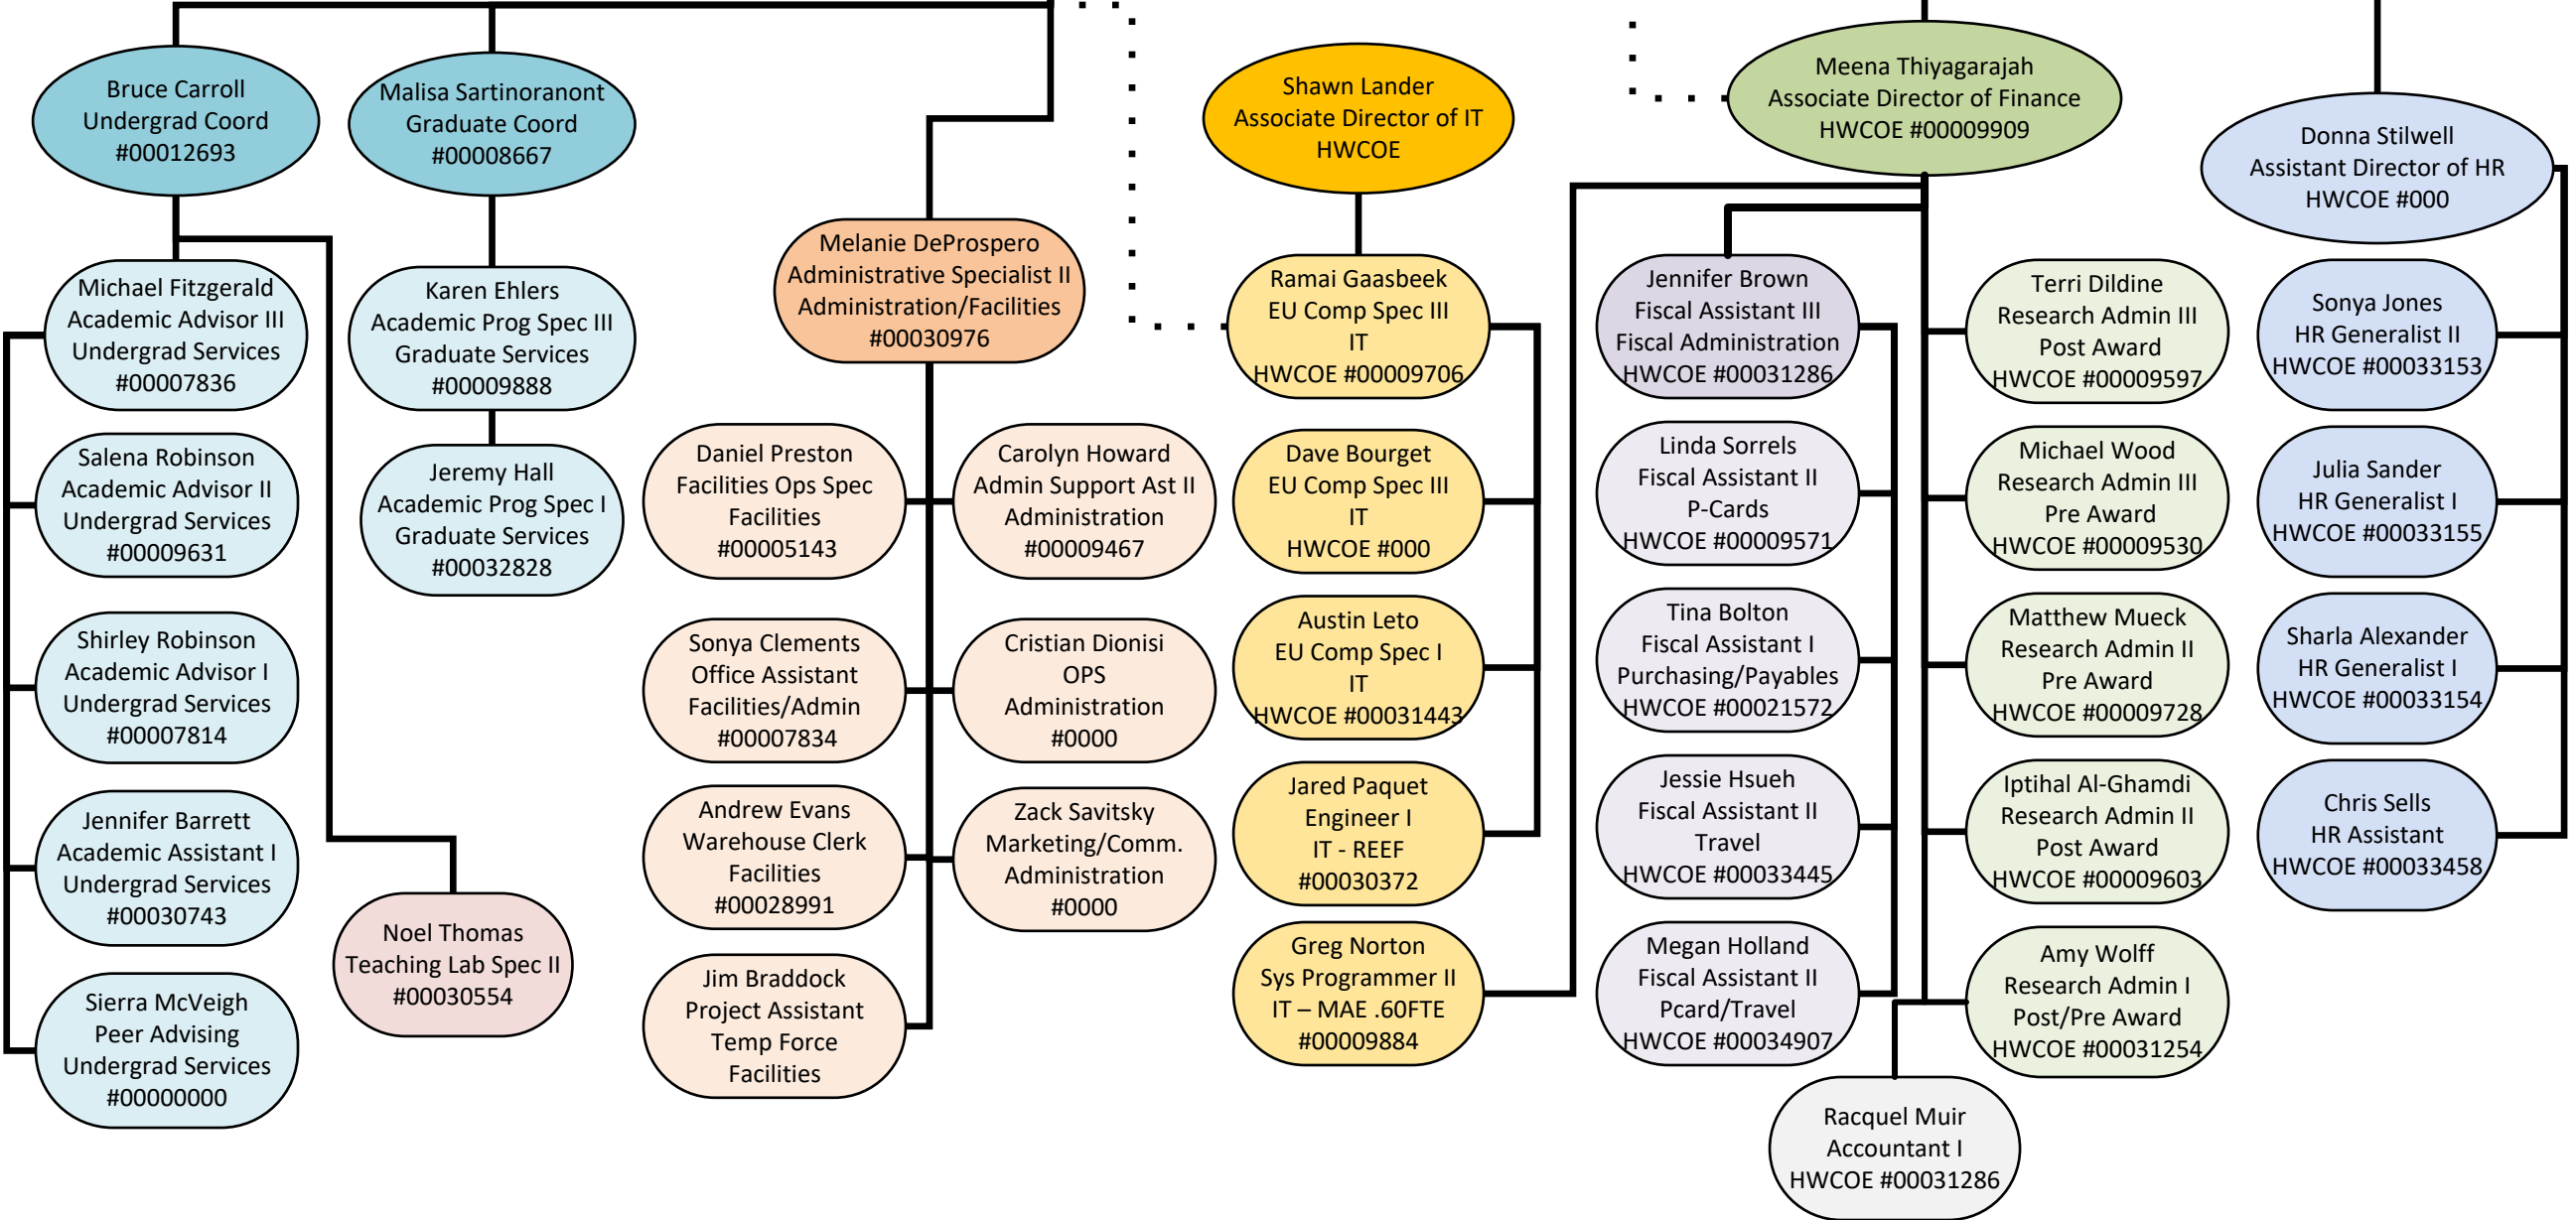 Bruce Carroll
Undergrad Coord
#00012693
Malisa Sartinoranont
Graduate Coord
#00008667
Shawn Lander
Associate Director of IT
HWCOE
Meena Thiyagarajah
Associate Director of Finance
HWCOE #00009909
Donna Stilwell
Assistant Director of HR
HWCOE #000
Michael Fitzgerald
Academic Advisor III
Undergrad Services
#00007836
Salena Robinson
Academic Advisor II
Undergrad Services
#00009631
Shirley Robinson
Academic Advisor I
Undergrad Services
#00007814
Jennifer Barrett
Academic Assistant I
Undergrad Services
#00030743
Sierra McVeigh
Peer Advising
Undergrad Services
#00000000
Noel Thomas
Teaching Lab Spec II
#00030554
Karen Ehlers
Academic Prog Spec III
Graduate Services
#00009888
Jeremy Hall
Academic Prog Spec I
Graduate Services
#00032828
Melanie DeProspero
Administrative Specialist II
Administration/Facilities
#00030976
Daniel Preston
Facilities Ops Spec
Facilities
#00005143
Sonya Clements
Office Assistant
Facilities/Admin
#00007834
Andrew Evans
Warehouse Clerk
Facilities
#00028991
Jim Braddock
Project Assistant
Temp Force
Facilities
Carolyn Howard
Admin Support Ast II
Administration
#00009467
Cristian Dionisi
OPS
Administration
#0000
Zack Savitsky
Marketing/Comm.
Administration
#0000
Ramai Gaasbeek
EU Comp Spec III
IT
HWCOE #00009706
Dave Bourget
EU Comp Spec III
IT
HWCOE #000
Austin Leto
EU Comp Spec I
IT
HWCOE #00031443
Jared Paquet
Engineer I
IT - REEF
#00030372
Greg Norton
Sys Programmer II
IT – MAE .60FTE
#00009884
Jennifer Brown
Fiscal Assistant III
Fiscal Administration
HWCOE #00031286
Linda Sorrels
Fiscal Assistant II
P-Cards
HWCOE #00009571
Tina Bolton
Fiscal Assistant I
Purchasing/Payables
HWCOE #00021572
Jessie Hsueh
Fiscal Assistant II
Travel
HWCOE #00033445
Megan Holland
Fiscal Assistant II
Pcard/Travel
HWCOE #00034907
Terri Dildine
Research Admin III
Post Award
HWCOE #00009597
Michael Wood
Research Admin III
Pre Award
HWCOE #00009530
Matthew Mueck
Research Admin II
Pre Award
HWCOE #00009728
Iptihal Al-Ghamdi
Research Admin II
Post Award
HWCOE #00009603
Amy Wolff
Research Admin I
Post/Pre Award
HWCOE #00031254
Racquel Muir
Accountant I
HWCOE #00031286
Sonya Jones
HR Generalist II
HWCOE #00033153
Julia Sander
HR Generalist I
HWCOE #00033155
Sharla Alexander
HR Generalist I
HWCOE #00033154
Chris Sells
HR Assistant
HWCOE #00033458